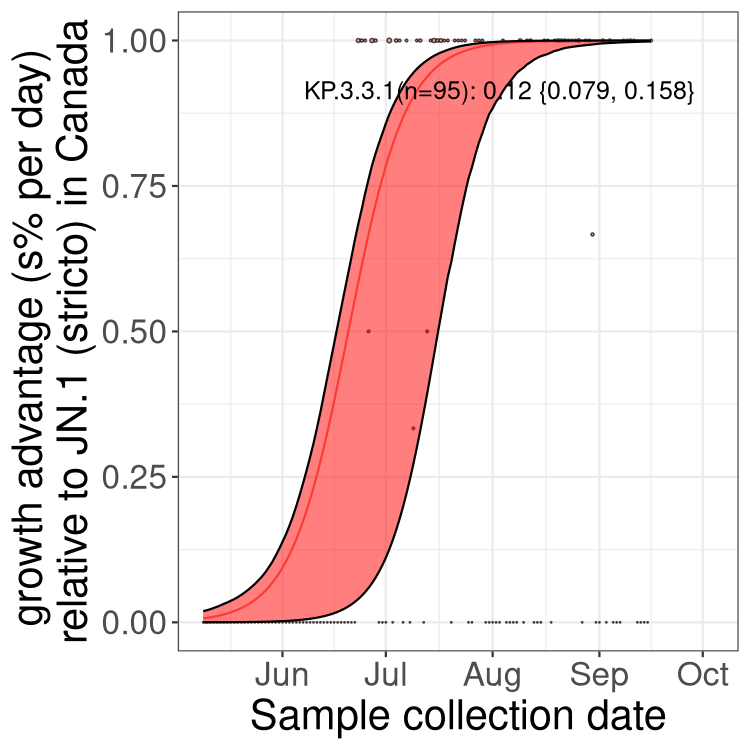 growth advantage (s% per day)
relative to JN.1 (stricto) in Canada
1.00
0.75
0.50
0.25
0.00
KP.3.3.1(n=95): 0.12 {0.079, 0.158}
Jun Jul Aug Sep Oct
Sample collection date